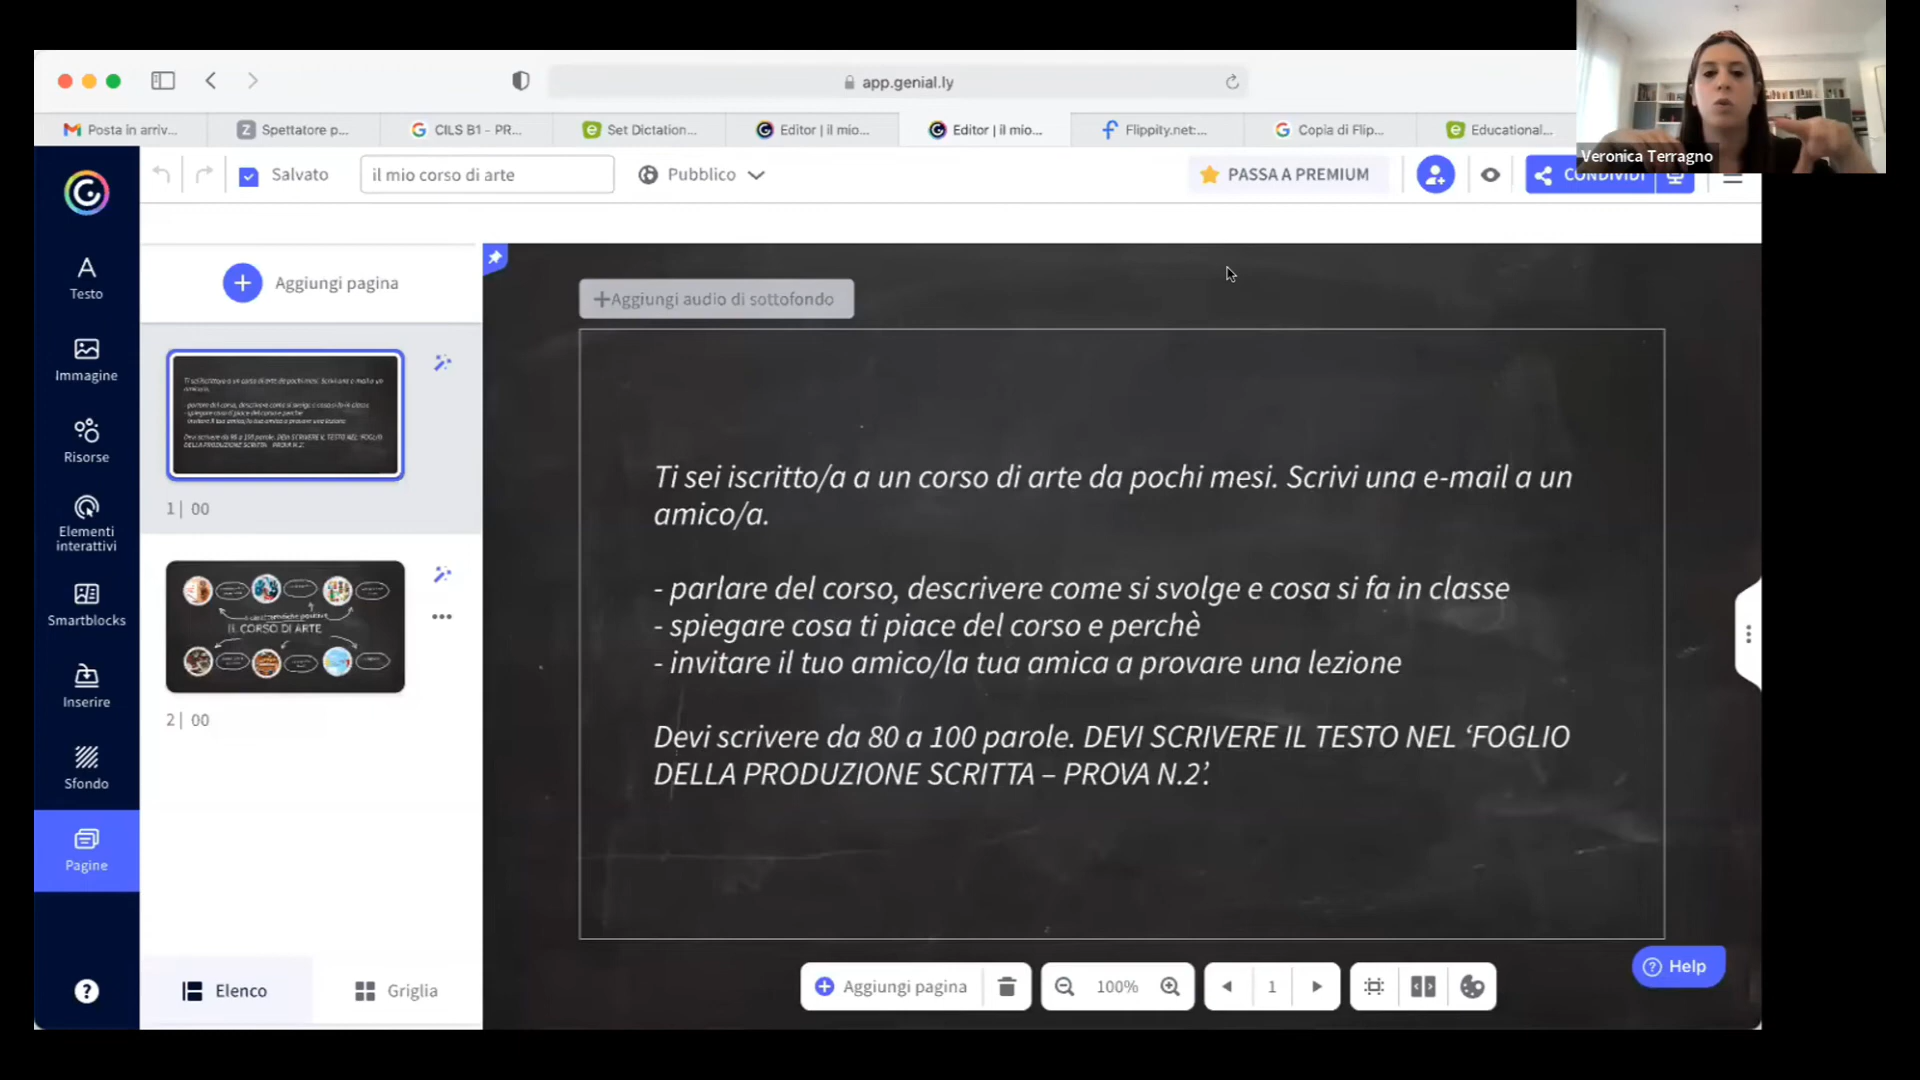 app.genial.ly
Posta in arriv...
Spettatore p...
CILS B1 - PR...
Set Dictation...
Editor | il mio...
Editor | il mio...
Flippity.net:...
Copia di Flip...
Educational...
Veronica Terragno
Salvato
il mio corso di arte
Pubblico
PASSA A PREMIUM
CONDIVIDI
Testo
Immagine
Risorse
Elementi
interattivi
Smartblocks
Inserire
Sfondo
Pagine
Aggiungi pagina
1 | 00
IL CORSO DI ARTE
2 | 00
Elenco
Griglia
+Aggiungi audio di sottofondo
Ti sei iscritto/a a un corso di arte da pochi mesi. Scrivi una e-mail a un
amico/a.
- parlare del corso, descrivere come si svolge e cosa si fa in classe
- spiegare cosa ti piace del corso e perchè
- invitare il tuo amico/la tua amica a provare una lezione
Devi scrivere da 80 a 100 parole. DEVI SCRIVERE IL TESTO NEL ‘FOGLIO
DELLA PRODUZIONE SCRITTA – PROVA N.2’.
Aggiungi pagina
100%
1
Help